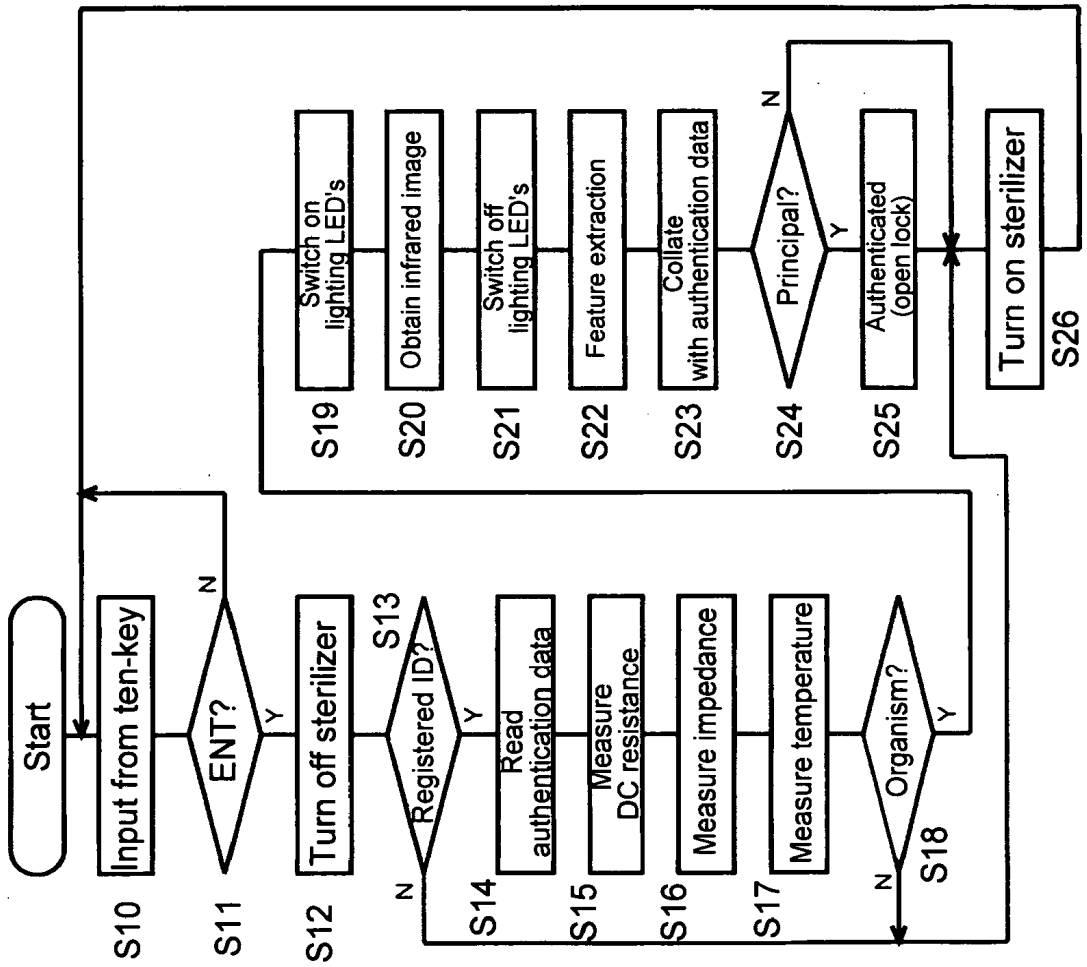 Start
S10
Input from ten-key
S11
ENT?
N
Y
S12
Turn off sterilizer
S13
Registered ID?
N
Y
S14
Read
authentication data
S15
Measure
DC resistance
S16
Measure impedance
S17
Measure temperature
S18
Organism?
N
Y
S19
Switch on
lighting LED's
S20
Obtain infrared image
S21
Switch off
lighting LED's
S22
Feature extraction
S23
Collate
with authentication data
S24
Principal?
N
Y
S25
Authenticated
(open lock)
S26
Turn on sterilizer